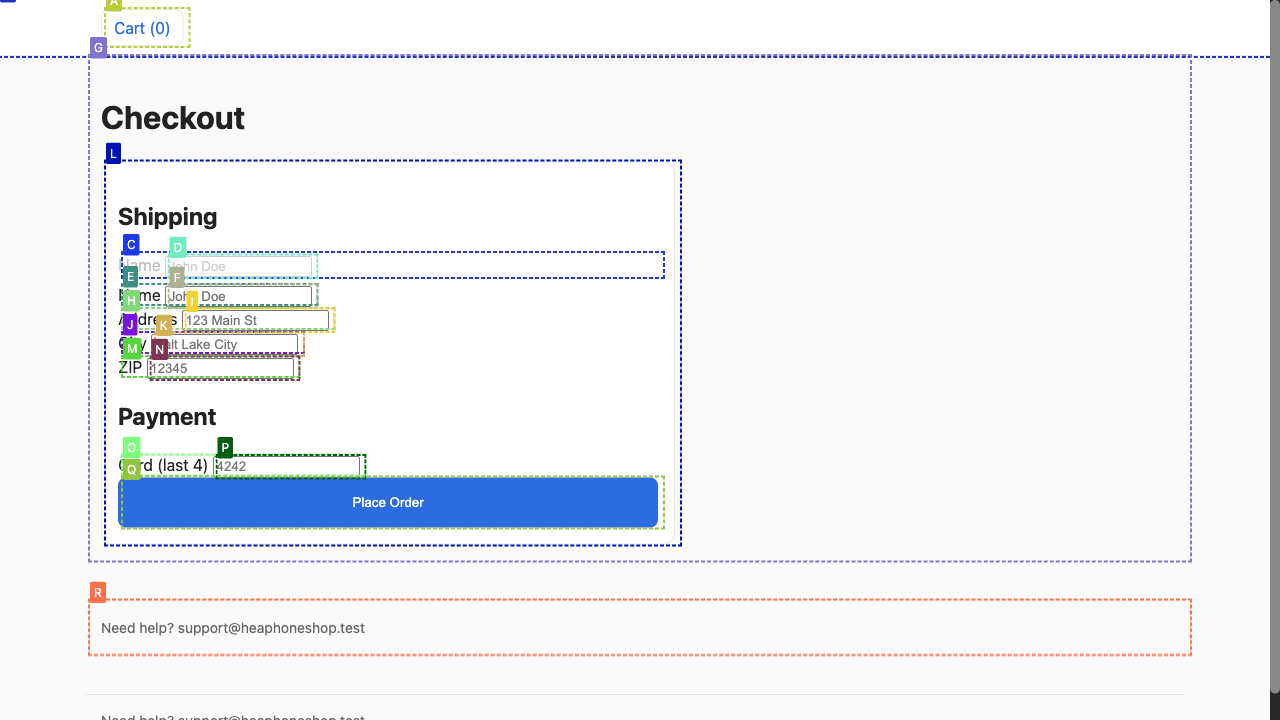 A
Cart (0)
G
Checkout
L
Shipping
C
D
Name John Doe
E
F
Name John Doe
H
I
Address 123 Main St
J
K
City Salt Lake City
M
N
ZIP 12345
Payment
O
P
Card (last 4) 4242
Q
Place Order
R
Need help? support@heaphoneshop.test
Need help? support@heaphoneshop.test